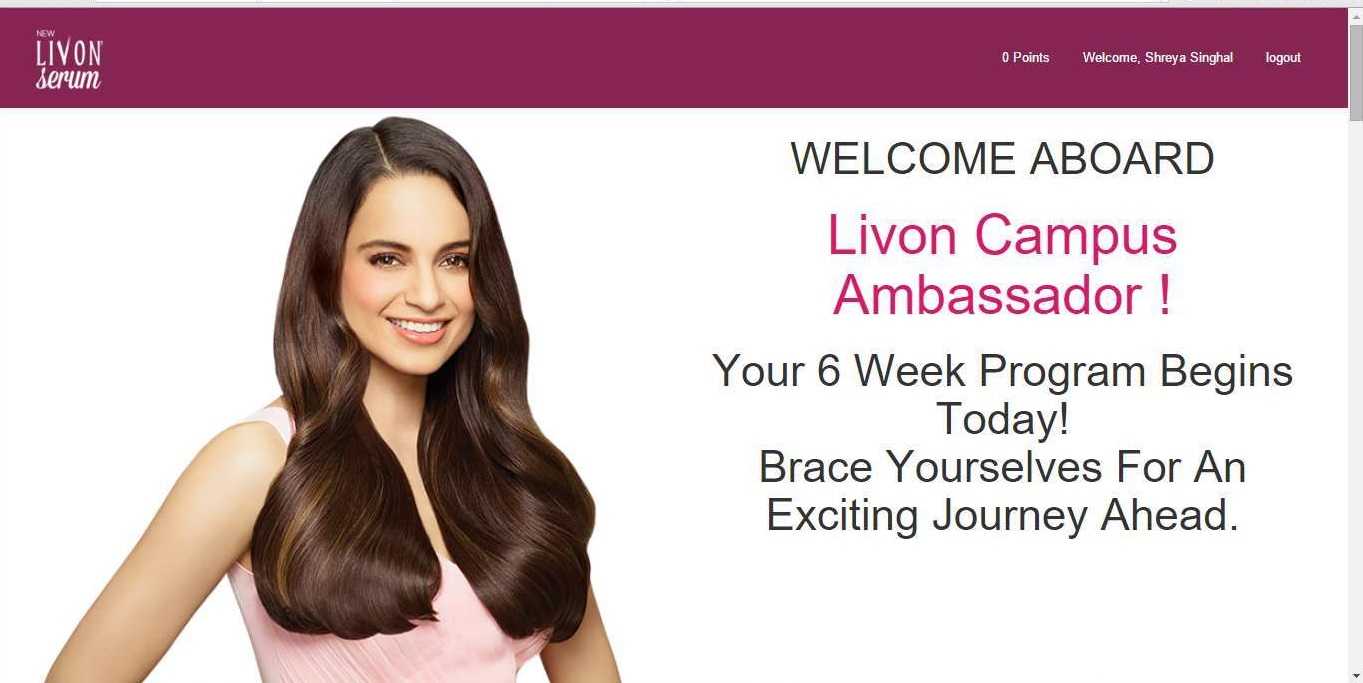 NEW
LIVON
serum
0 Points Welcome, Shreya Singhal logout
WELCOME ABOARD
Livon Campus
Ambassador !
Your 6 Week Program Begins
Today!
Brace Yourselves For An
Exciting Journey Ahead.